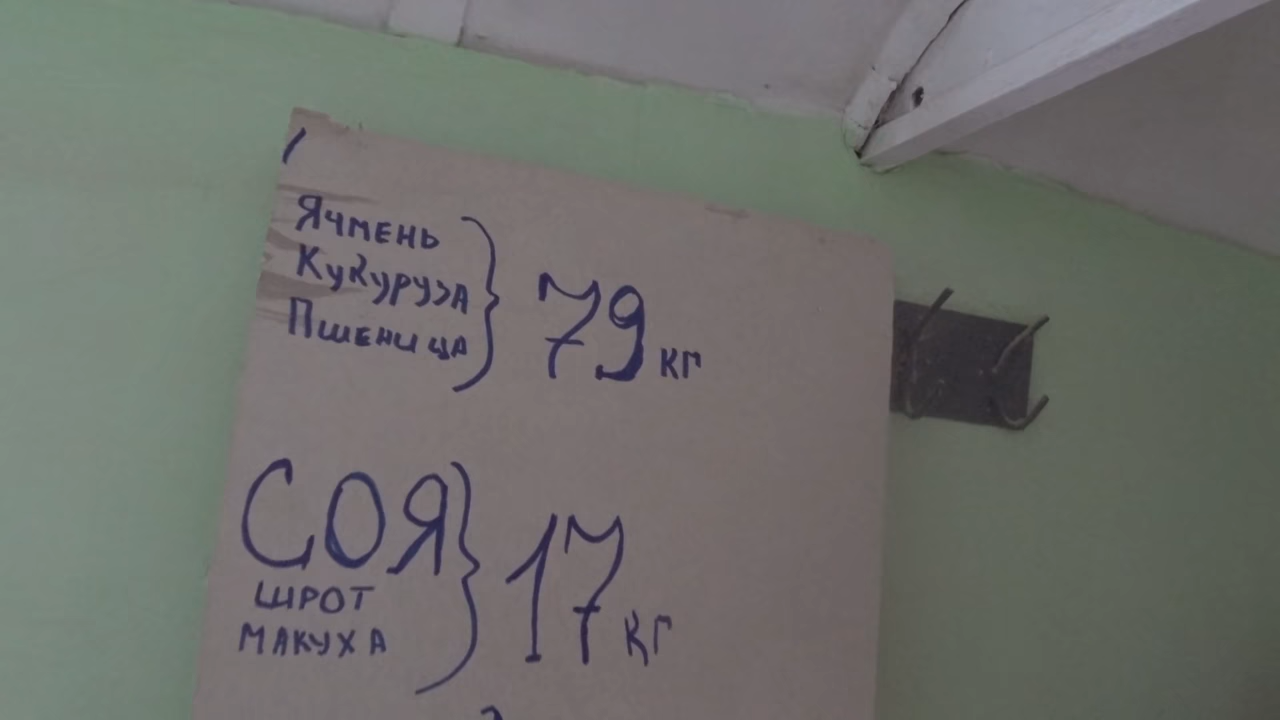 Ячмень
Кукуруза
Пшеница
79 кг
СОЯ
шрот
макуха
17 кг